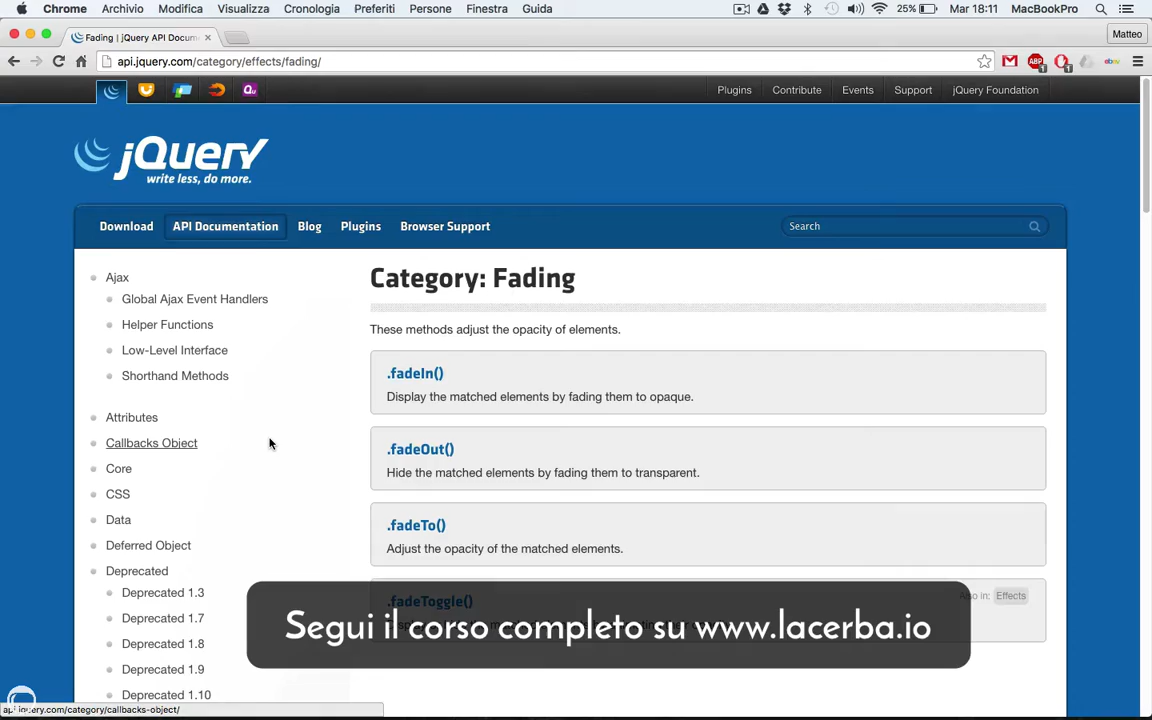 Chrome Archivio Modifica Visualizza Cronologia Preferiti Persone Finestra Guida 25% Mar 18:11 MacBookPro
Fading | jQuery API Docum Matteo
api.jquery.com/category/effects/fading/
Plugins Contribute Events Support jQuery Foundation
jQuery
write less, do more.
Download API Documentation Blog Plugins Browser Support Search
Ajax
Global Ajax Event Handlers
Helper Functions
Low-Level Interface
Shorthand Methods
Attributes
Callbacks Object
Core
CSS
Data
Deferred Object
Deprecated
Deprecated 1.3
Deprecated 1.7
Deprecated 1.8
Deprecated 1.9
Deprecated 1.10
Category: Fading
These methods adjust the opacity of elements.
.fadeIn()
Display the matched elements by fading them to opaque.
.fadeOut()
Hide the matched elements by fading them to transparent.
.fadeTo()
Adjust the opacity of the matched elements.
.fadeToggle() Also in: Effects
Segui il corso completo su www.lacerba.io
api.jquery.com/category/callbacks-object/